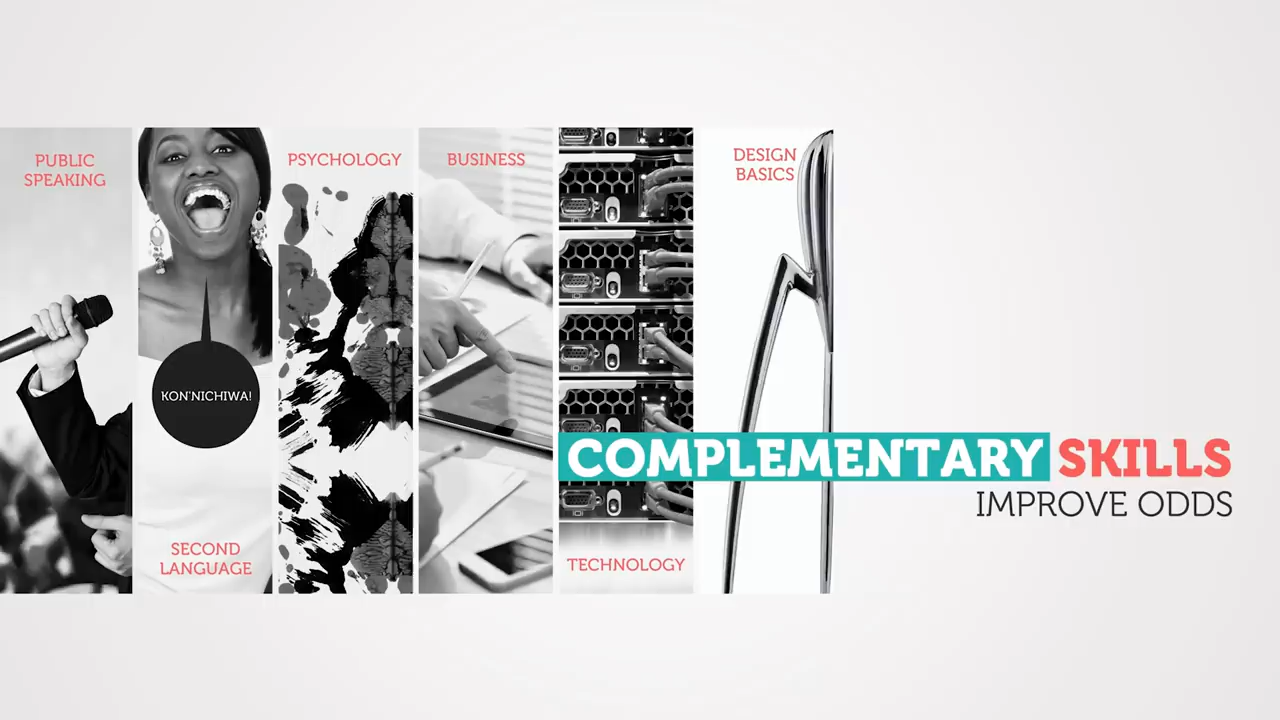 PUBLIC
SPEAKING
KON'NICHIWA!
SECOND
LANGUAGE
PSYCHOLOGY
BUSINESS
TECHNOLOGY
DESIGN
BASICS
COMPLEMENTARY SKILLS
IMPROVE ODDS